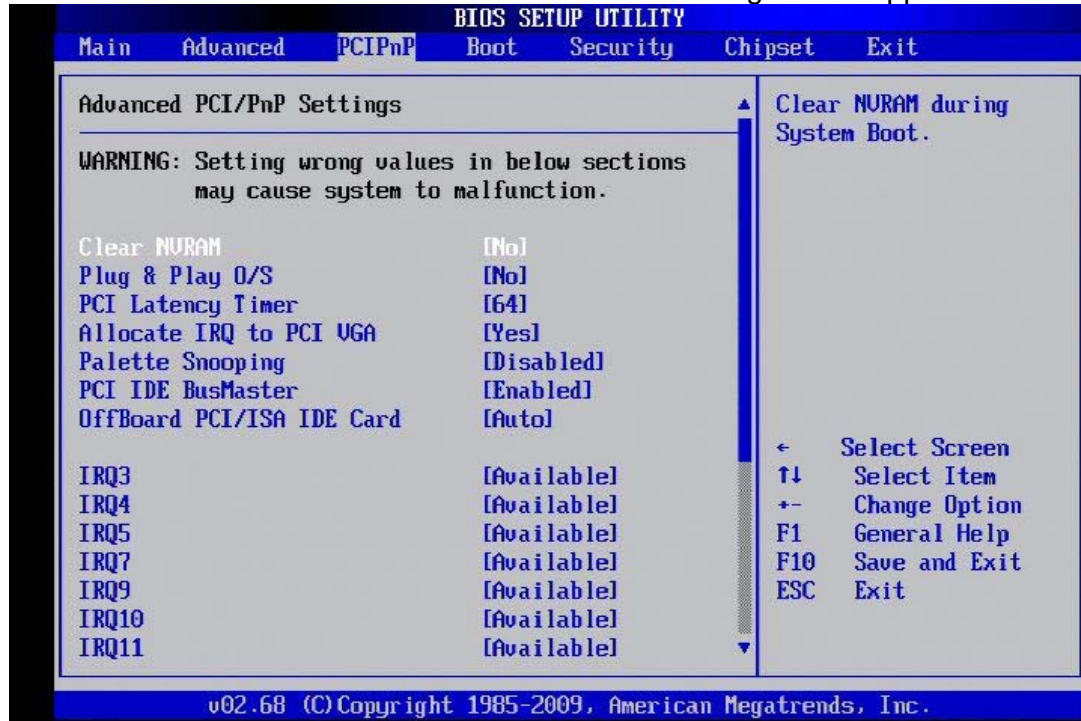 BIOS SETUP UTILITY
Main Advanced PCIPnP Boot Security Chipset Exit
Advanced PCI/PnP Settings
WARNING: Setting wrong values in below sections
may cause system to malfunction.
Clear NVRAM [No]
Plug & Play O/S [No]
PCI Latency Timer [64]
Allocate IRQ to PCI VGA [Yes]
Palette Snooping [Disabled]
PCI IDE BusMaster [Enabled]
OffBoard PCI/ISA IDE Card [Auto]
IRQ3 [Available]
IRQ4 [Available]
IRQ5 [Available]
IRQ7 [Available]
IRQ9 [Available]
IRQ10 [Available]
IRQ11 [Available]
Clear NVRAM during
System Boot.
← Select Screen
↑↓ Select Item
+- Change Option
F1 General Help
F10 Save and Exit
ESC Exit
v02.68 (C)Copyright 1985-2009, American Megatrends, Inc.